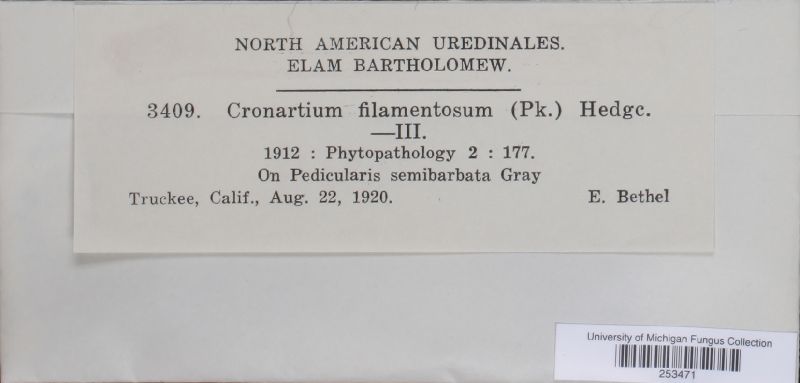 NORTH AMERICAN UREDINALES.
ELAM BARTHOLOMEW.
3409. Cronartium filamentosum (Pk.) Hedgc.
—III.
1912 : Phytopathology 2 : 177.
On Pedicularis semibarbata Gray
Truckee, Calif., Aug. 22, 1920. E. Bethel
University of Michigan Fungus Collection
253471